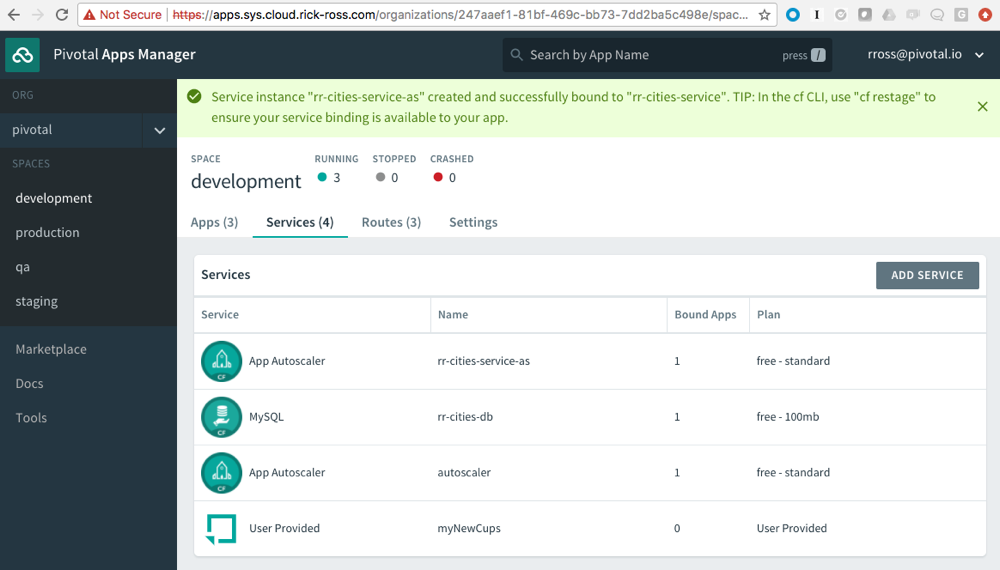 Not Secure https://apps.sys.cloud.rick-ross.com/organizations/247aaef1-81bf-469c-bb73-7dd2ba5c498e/spac...
Pivotal Apps Manager
Search by App Name
press /
rross@pivotal.io
ORG
pivotal
SPACES
development
production
qa
staging
Marketplace
Docs
Tools
Service instance "rr-cities-service-as" created and successfully bound to "rr-cities-service". TIP: In the cf CLI, use "cf restage" to
ensure your service binding is available to your app.
SPACE
development
RUNNING
3
STOPPED
0
CRASHED
0
Apps (3) Services (4) Routes (3) Settings
Services
ADD SERVICE
Service Name Bound Apps Plan
CF App Autoscaler rr-cities-service-as 1 free - standard
CF MySQL rr-cities-db 1 free - 100mb
CF App Autoscaler autoscaler 1 free - standard
User Provided myNewCups 0 User Provided